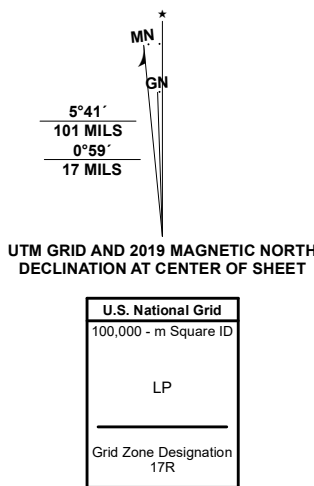 MN
GN
5°41´
101 MILS
0°59´
17 MILS
UTM GRID AND 2019 MAGNETIC NORTH
DECLINATION AT CENTER OF SHEET
U.S. National Grid
100,000 - m Square ID
LP
Grid Zone Designation
17R